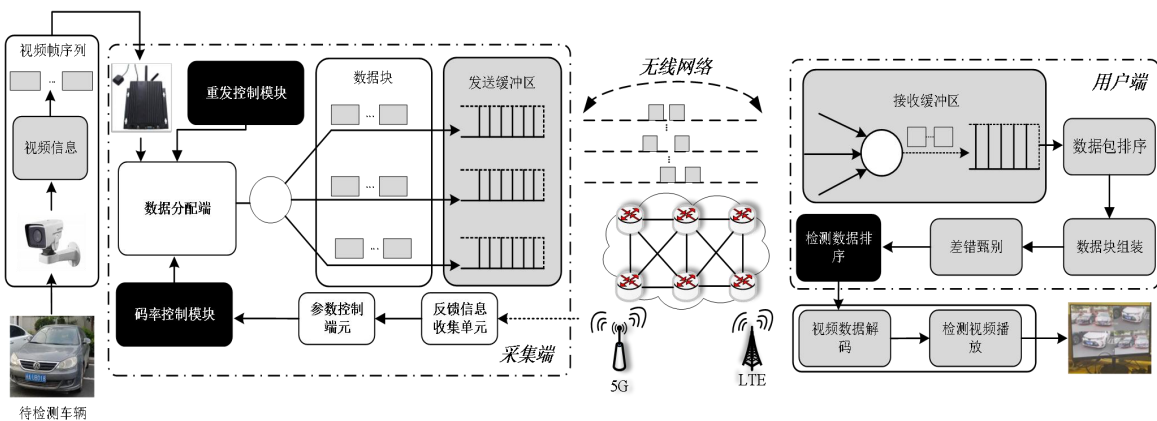 视频帧序列
...
视频信息
待检测车辆
重发控制模块
数据分配端
码率控制模块
数据块
...
...
...
发送缓冲区
参数控制
端元
反馈信息
收集单元
采集端
无线网络
...
...
5G
LTE
用户端
接收缓冲区
...
数据包排序
数据块组装
差错甄别
检测数据排
序
视频数据解
码
检测视频播
放